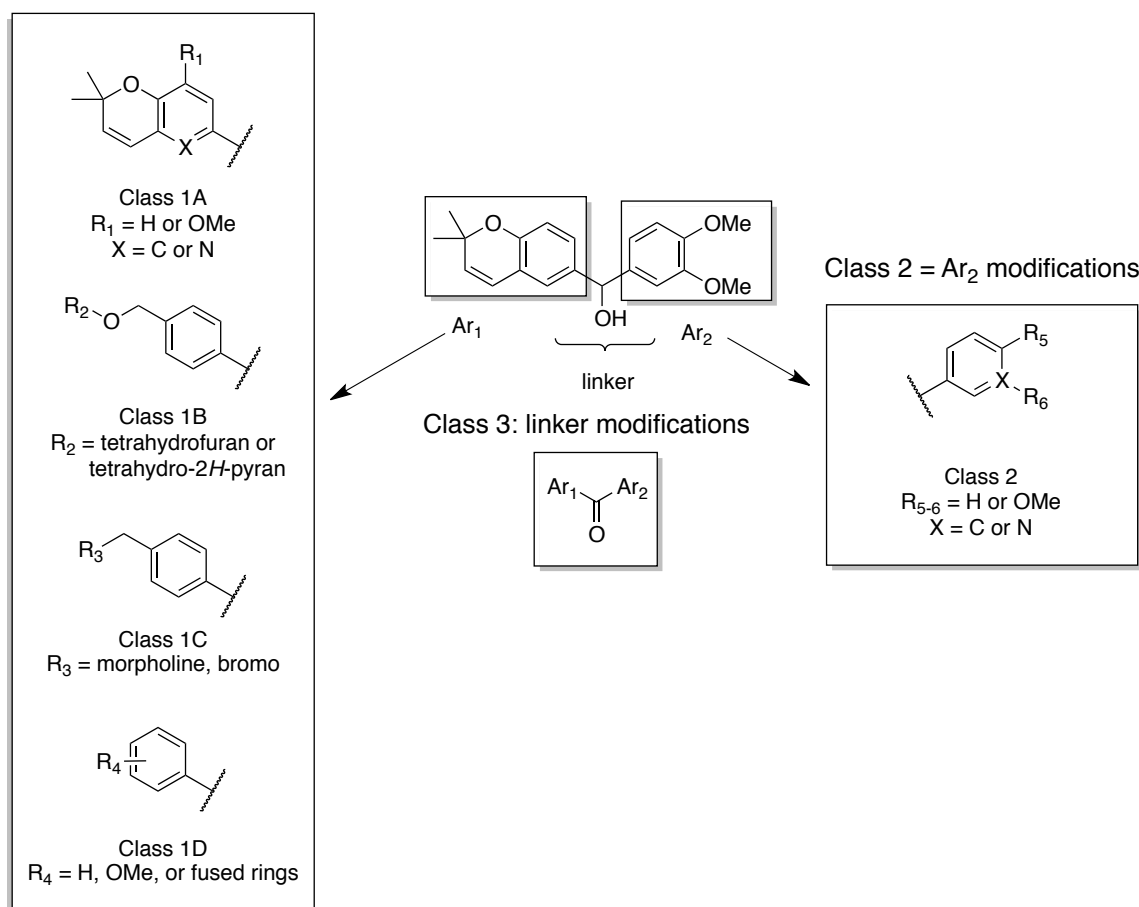 R1
O
X
Class 1A
R1 = H or OMe
X = C or N
R2
O
Class 1B
R2 = tetrahydrofuran or
tetrahydro-2H-pyran
R3
Class 1C
R3 = morpholine, bromo
R4
Class 1D
R4 = H, OMe, or fused rings
O
OMe
OMe
OH
Ar1
Ar2
linker
Class 3: linker modifications
Ar1 Ar2
O
Class 2 = Ar2 modifications
R5
X
R6
Class 2
R5-6 = H or OMe
X = C or N